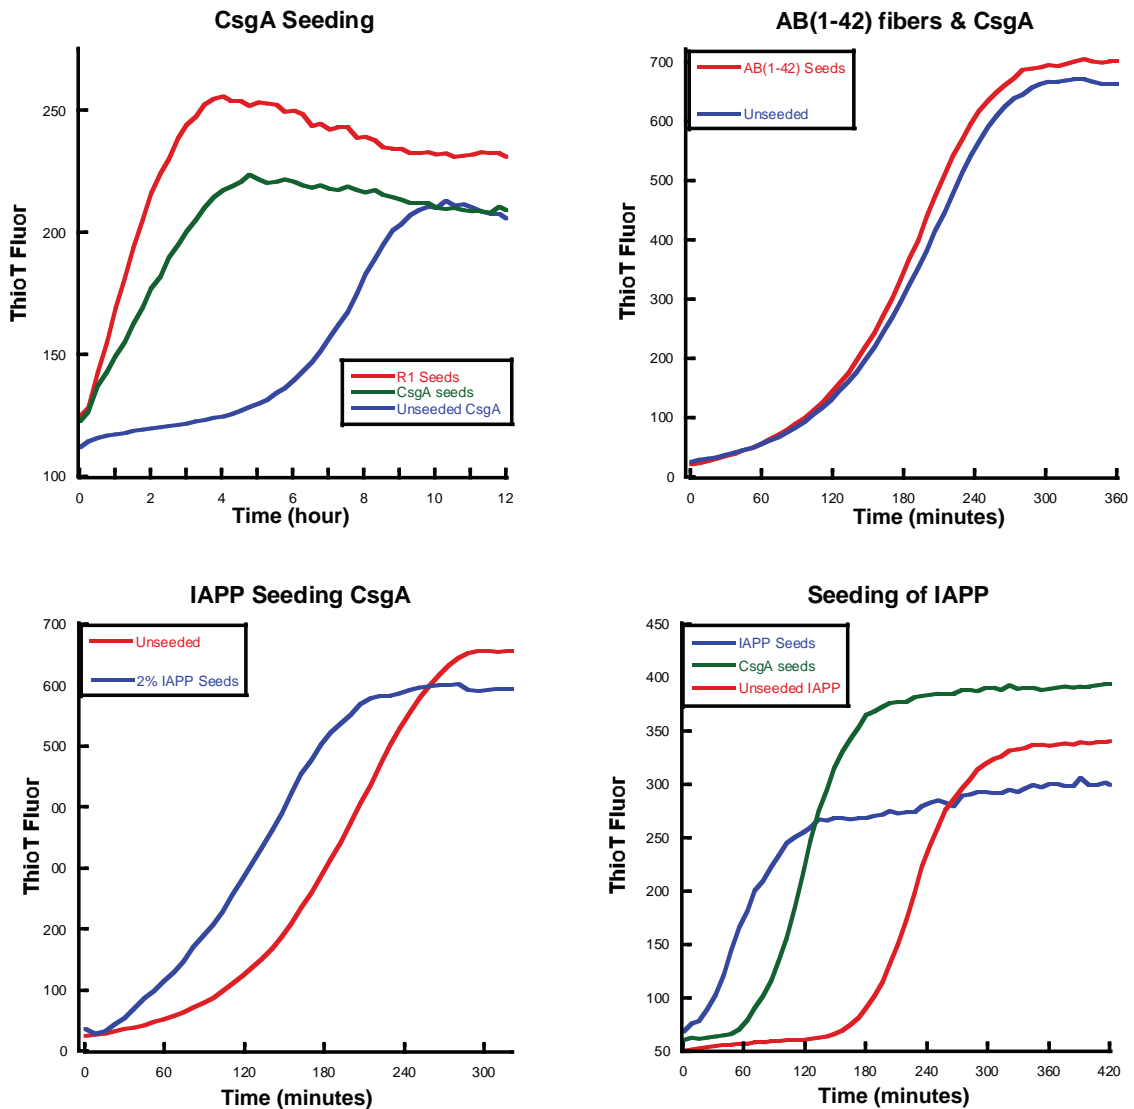 CsgA Seeding
ThioT Fluor
250
200
150
100
R1 Seeds
CsgA seeds
Unseeded CsgA
0 2 4 6 8 10 12
Time (hour)
AB(1-42) fibers & CsgA
ThioT Fluor
700
600
500
400
300
200
100
0
AB(1-42) Seeds
Unseeded
0 60 120 180 240 300 360
Time (minutes)
IAPP Seeding CsgA
ThioT Fluor
700
600
500
00
00
200
100
0
Unseeded
2% IAPP Seeds
0 60 120 180 240 300
Time (minutes)
Seeding of IAPP
ThioT Fluor
450
400
350
300
250
200
150
100
50
IAPP Seeds
CsgA seeds
Unseeded IAPP
0 60 120 180 240 300 360 420
Time (minutes)